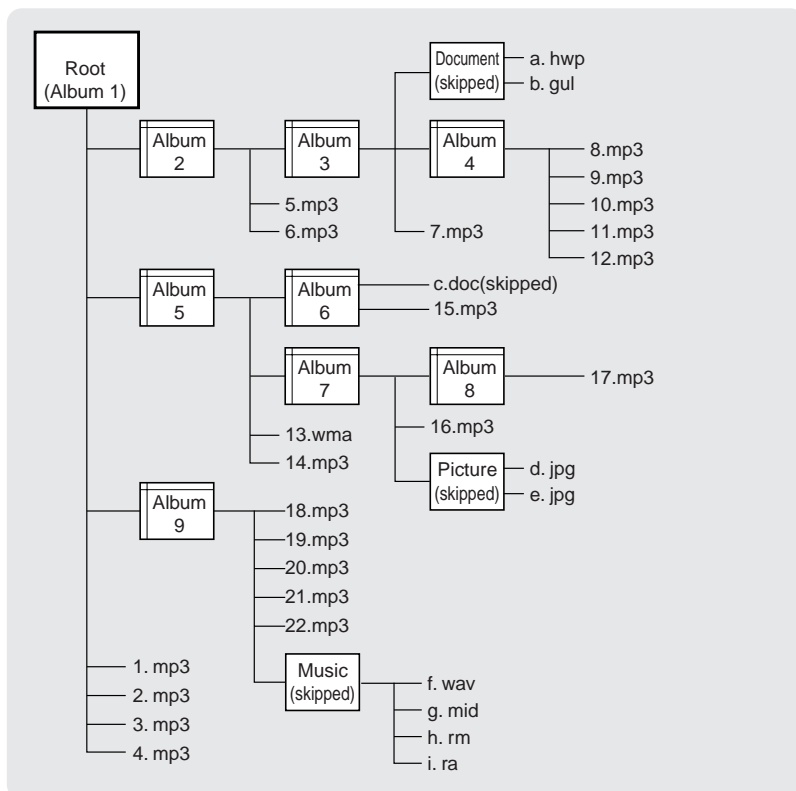 Root
(Album 1)
Document
(skipped)
a. hwp
b. gul
Album
2
Album
3
Album
4
8.mp3
9.mp3
10.mp3
11.mp3
12.mp3
5.mp3
6.mp3
7.mp3
Album
5
Album
6
c.doc(skipped)
15.mp3
Album
7
Album
8
17.mp3
13.wma
14.mp3
16.mp3
Picture
(skipped)
d. jpg
e. jpg
Album
9
18.mp3
19.mp3
20.mp3
21.mp3
22.mp3
Music
(skipped)
f. wav
g. mid
h. rm
i. ra
1. mp3
2. mp3
3. mp3
4. mp3